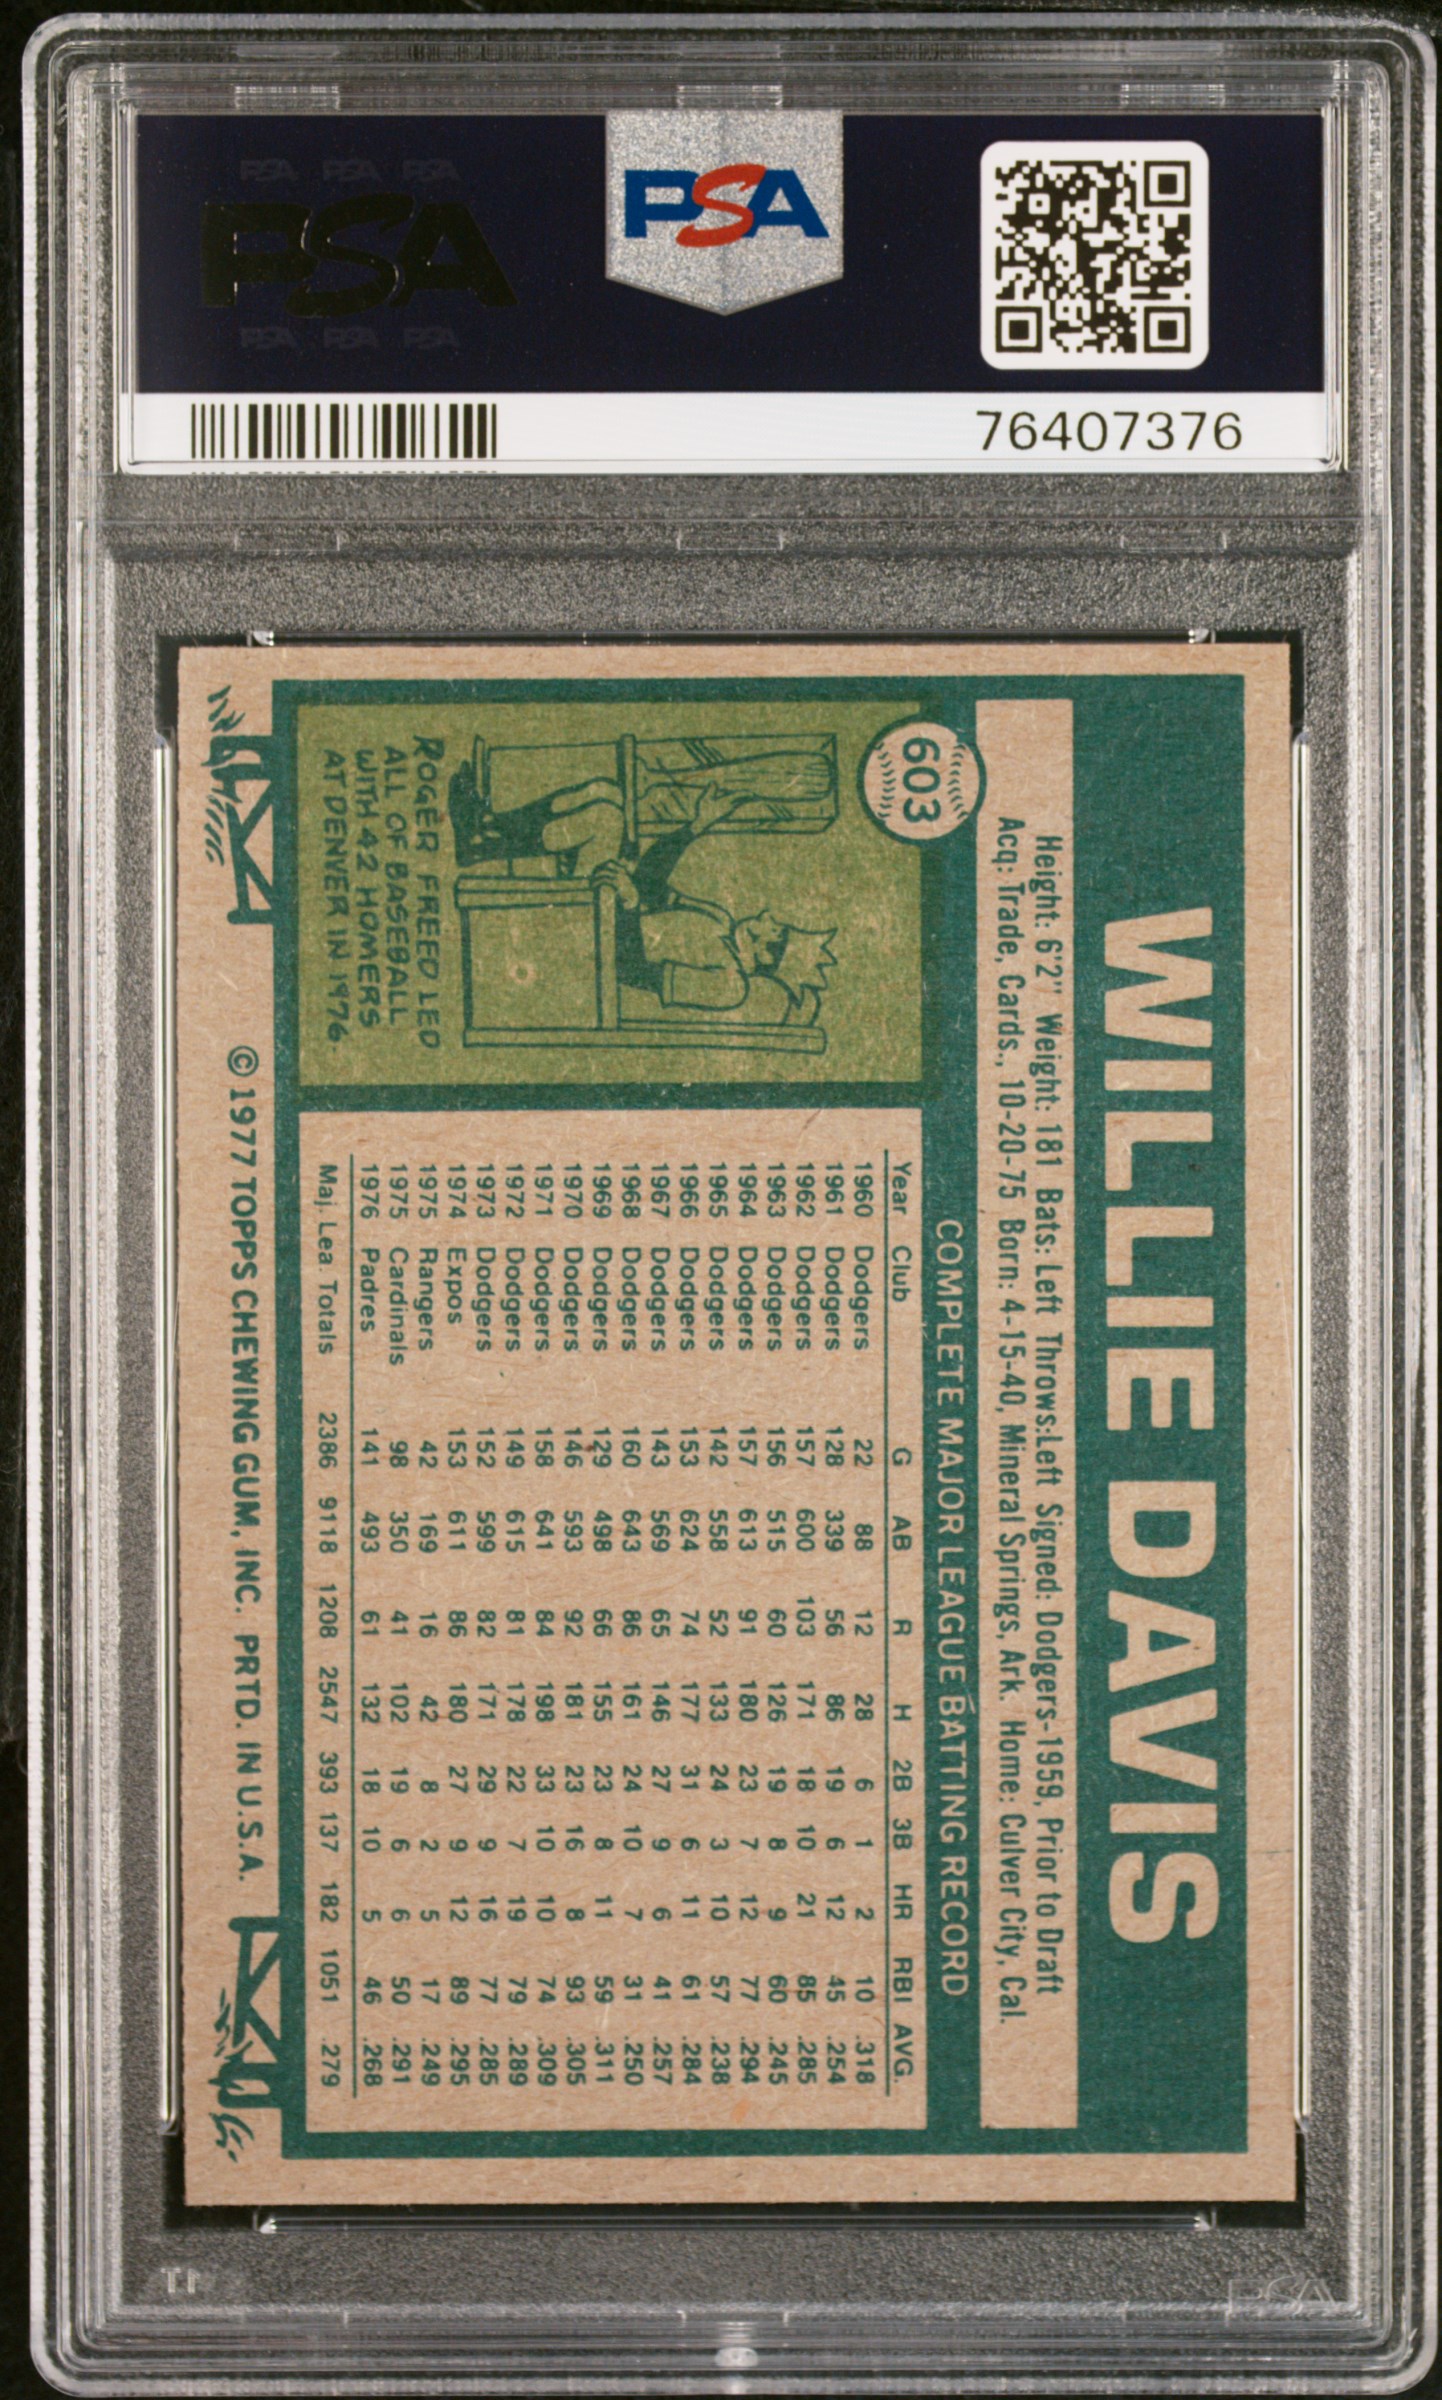 PSA PSA PSA
PSA
PSA PSA PSA
PSA
76407376
WILLIE DAVIS
Height: 6'2" Weight: 181 Bats: Left Throws: Left Signed: Dodgers-1959, Prior to Draft
Acq: Trade, Cards., 10-20-75 Born: 4-15-40, Mineral Springs, Ark. Home: Culver City, Cal.
603
COMPLETE MAJOR LEAGUE BATTING RECORD
Year Club G AB R H 2B 3B HR RBI AVG.
1960 Dodgers 22 88 12 28 6 1 2 10 .318
1961 Dodgers 128 339 56 86 19 6 12 45 .254
1962 Dodgers 157 600 103 171 18 10 21 85 .285
1963 Dodgers 156 515 60 126 19 8 9 60 .245
1964 Dodgers 157 613 91 180 23 7 12 77 .294
1965 Dodgers 142 558 52 133 24 3 10 57 .238
1966 Dodgers 153 624 74 177 31 6 11 61 .284
1967 Dodgers 143 569 65 146 27 9 6 41 .257
1968 Dodgers 160 643 86 161 24 10 7 31 .250
1969 Dodgers 129 498 66 155 23 8 11 59 .311
1970 Dodgers 146 593 92 181 23 16 8 93 .305
1971 Dodgers 158 641 84 198 33 10 10 74 .309
1972 Dodgers 149 615 81 178 22 7 19 79 .289
1973 Dodgers 152 599 82 171 29 9 16 77 .285
1974 Expos 153 611 86 180 27 9 12 89 .295
1975 Rangers 42 169 16 42 8 2 5 17 .249
1975 Cardinals 98 350 41 102 19 6 6 50 .291
1976 Padres 141 493 61 132 18 10 5 46 .268
Maj. Lea. Totals 2386 9118 1208 2547 393 137 182 1051 .279
ROGER FREED LED
ALL OF BASEBALL
WITH 42 HOMERS
AT DENVER IN 1976.
© 1977 TOPPS CHEWING GUM, INC. PRTD. IN U.S.A.
PSA